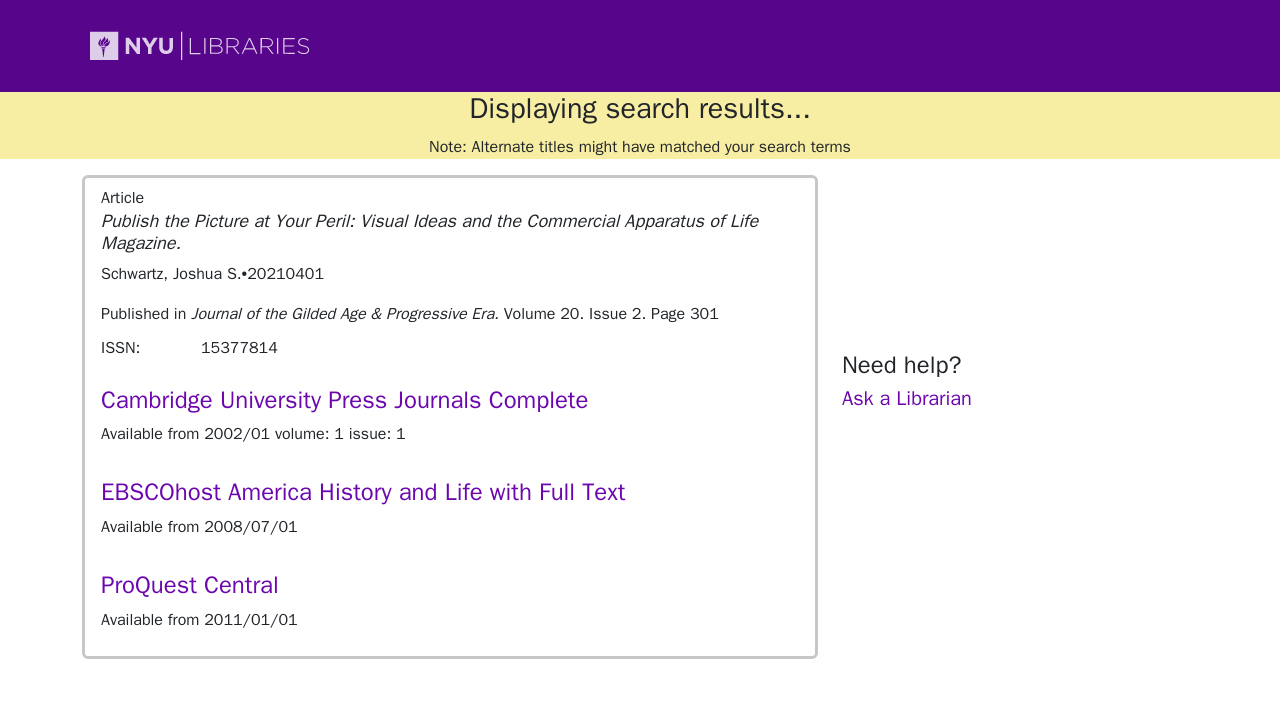 NYU LIBRARIES
Displaying search results...
Note: Alternate titles might have matched your search terms
Article
Publish the Picture at Your Peril: Visual Ideas and the Commercial Apparatus of Life
Magazine.
Schwartz, Joshua S.•20210401
Published in Journal of the Gilded Age & Progressive Era. Volume 20. Issue 2. Page 301
ISSN: 15377814
Cambridge University Press Journals Complete
Available from 2002/01 volume: 1 issue: 1
EBSCOhost America History and Life with Full Text
Available from 2008/07/01
ProQuest Central
Available from 2011/01/01
Need help?
Ask a Librarian